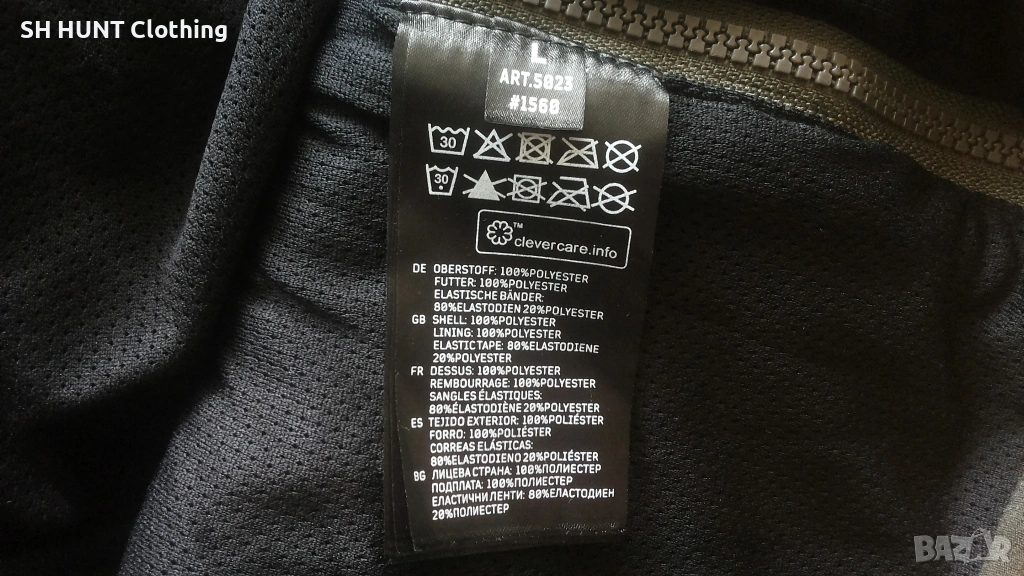 SH HUNT Clothing
L
ART.5023
#1560
30
30
™
clevercare.info
DE OBERSTOFF: 100%POLYESTER
FUTTER: 100%POLYESTER
ELASTISCHE BÄNDER:
80%ELASTODIEN 20%POLYESTER
GB SHELL: 100%POLYESTER
LINING: 100%POLYESTER
ELASTIC TAPE: 80%ELASTODIENE
20%POLYESTER
FR DESSUS: 100%POLYESTER
REMBOURRAGE: 100%POLYESTER
SANGLES ÉLASTIQUES:
80%ÉLASTODIÈNE 20%POLYESTER
ES TEJIDO EXTERIOR: 100%POLIÉSTER
FORRO: 100%POLIÉSTER
CORREAS ELÁSTICAS:
80%ELASTODIENO 20%POLIÉSTER
BG ЛИЦЕВА СТРАНА: 100%ПОЛИЕСТЕР
ПОДПЛАТА: 100%ПОЛИЕСТЕР
ЕЛАСТИЧНИ ЛЕНТИ: 80%ЕЛАСТОДИЕН
20%ПОЛИЕСТЕР
BAZAR